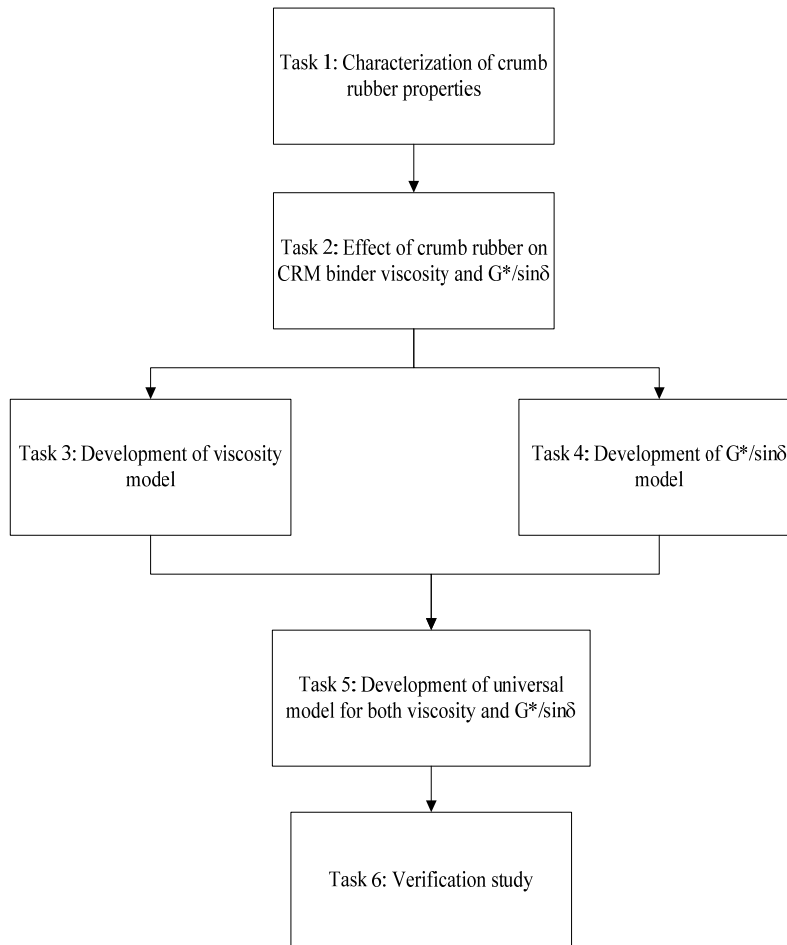 Task 1: Characterization of crumb
rubber properties
Task 2: Effect of crumb rubber on
CRM binder viscosity and G*/sinδ
Task 3: Development of viscosity
model
Task 4: Development of G*/sinδ
model
Task 5: Development of universal
model for both viscosity and G*/sinδ
Task 6: Verification study